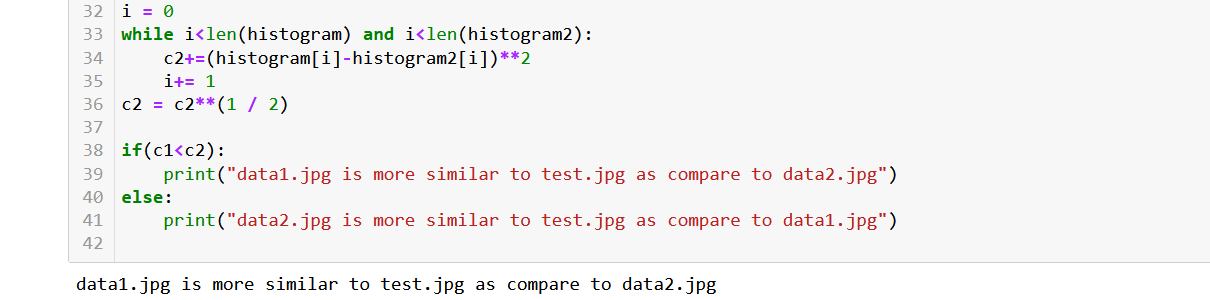 32 i = 0
33 while i<len(histogram) and i<len(histogram2):
34     c2+=(histogram[i]-histogram2[i])**2
35     i+= 1
36 c2 = c2**(1 / 2)
37
38 if(c1<c2):
39     print("data1.jpg is more similar to test.jpg as compare to data2.jpg")
40 else:
41     print("data2.jpg is more similar to test.jpg as compare to data1.jpg")
42
data1.jpg is more similar to test.jpg as compare to data2.jpg